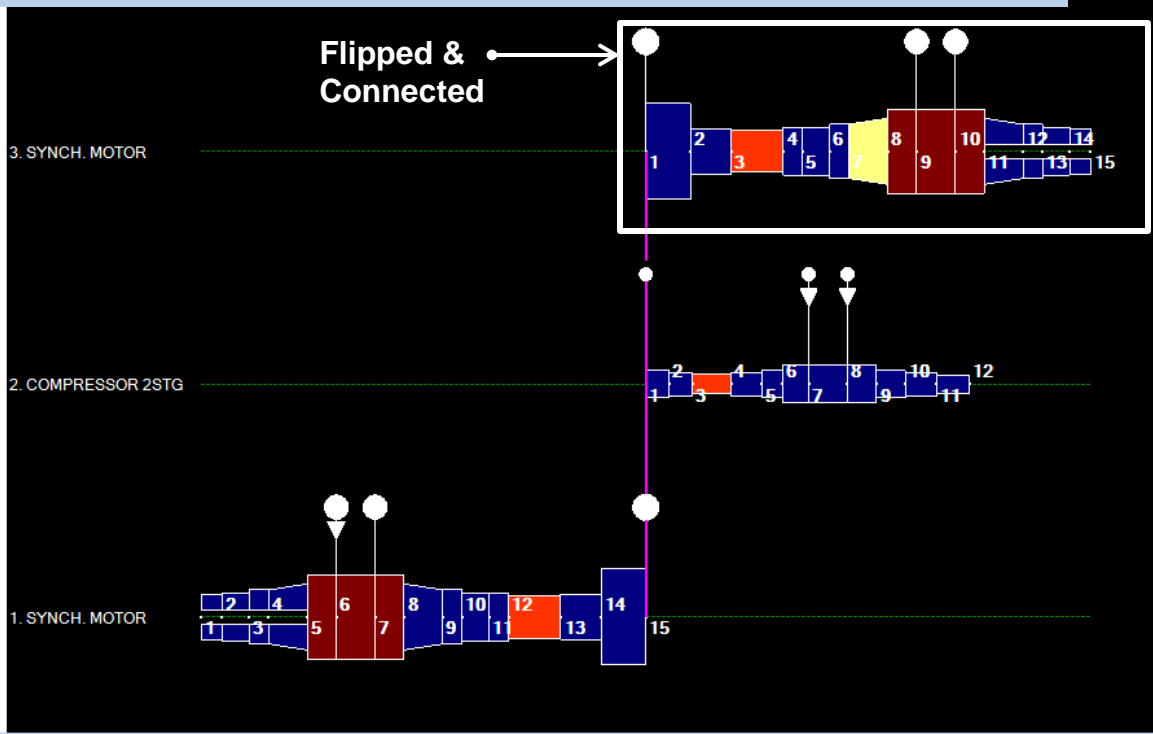 Flipped &
Connected
3. SYNCH. MOTOR
1 2 3 4 5 6 7 8 9 10 11 12 13 14 15
2. COMPRESSOR 2STG
1 2 3 4 5 6 7 8 9 10 11 12
1. SYNCH. MOTOR
1 2 3 4 5 6 7 8 9 10 11 12 13 14 15